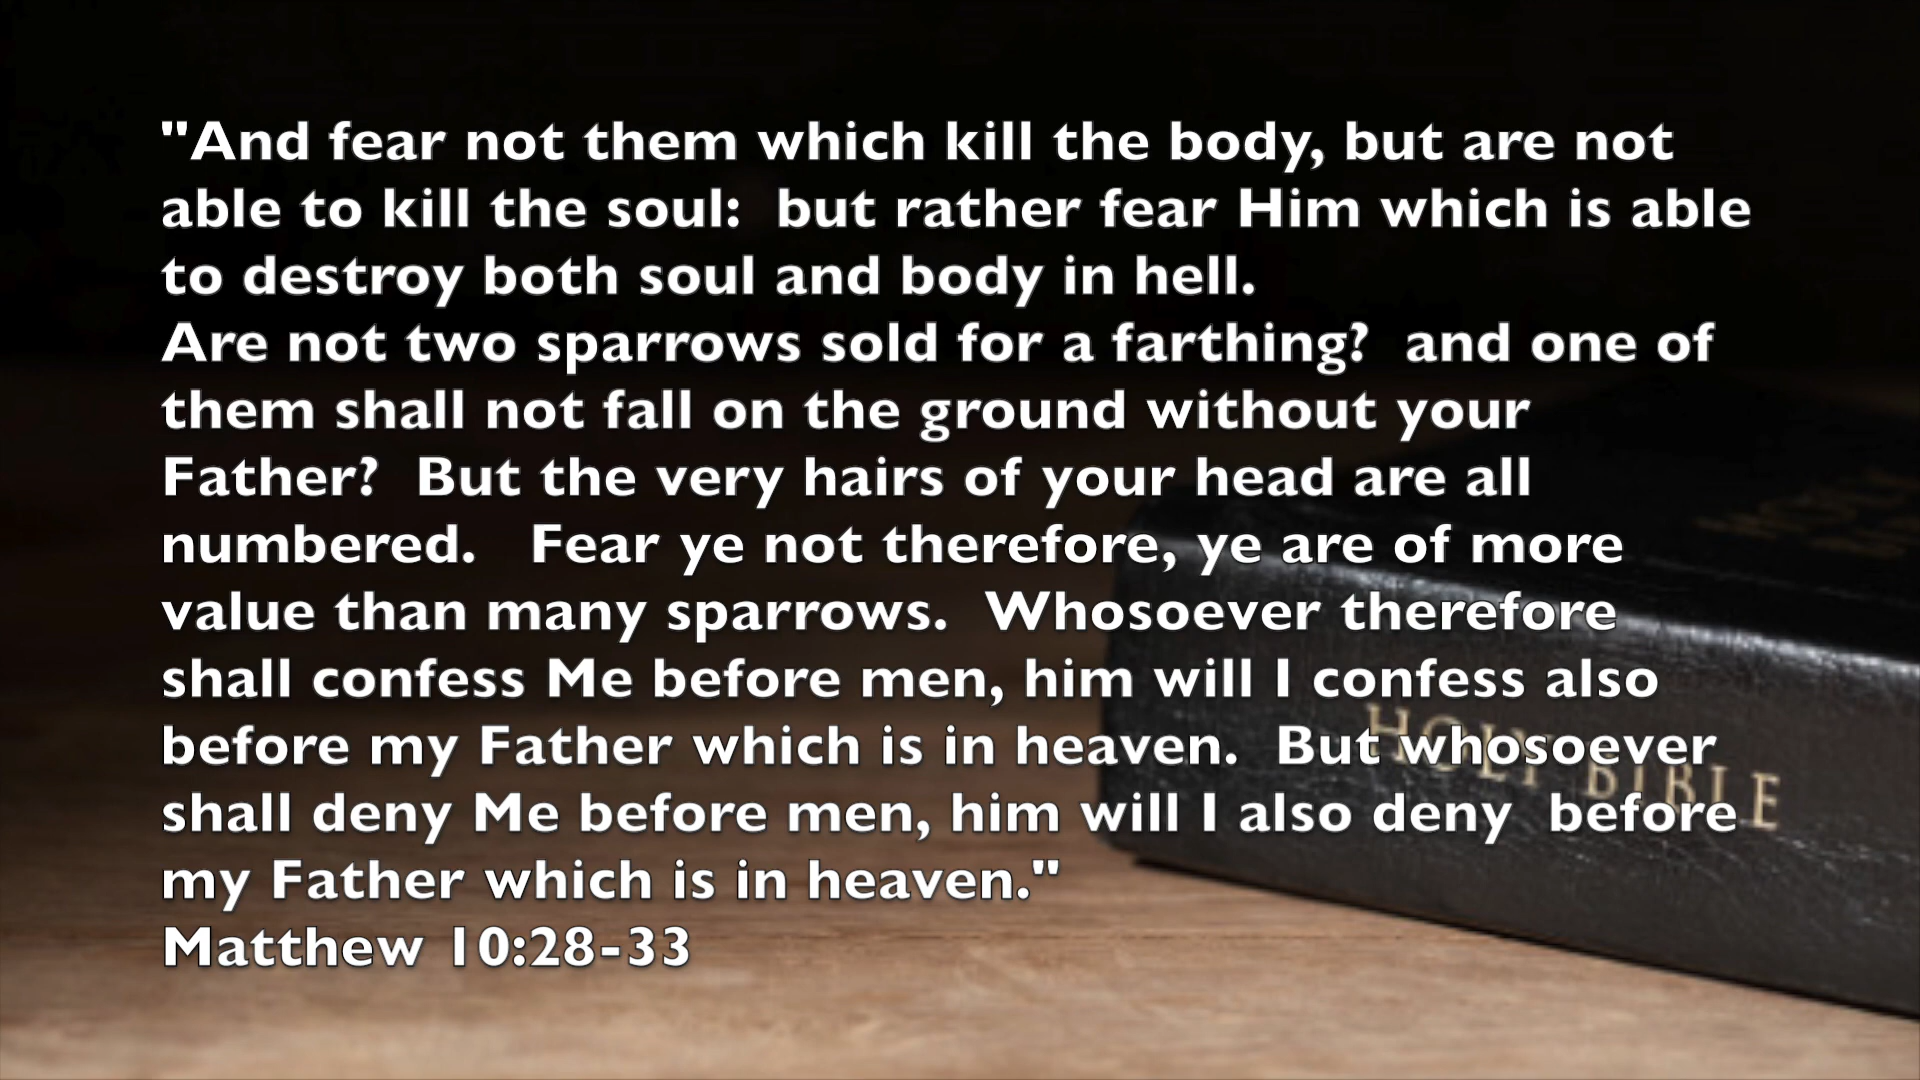 "And fear not them which kill the body, but are not
able to kill the soul:  but rather fear Him which is able
to destroy both soul and body in hell.
Are not two sparrows sold for a farthing?  and one of
them shall not fall on the ground without your
Father?  But the very hairs of your head are all
numbered.   Fear ye not therefore, ye are of more
value than many sparrows.  Whosoever therefore
shall confess Me before men, him will I confess also
before my Father which is in heaven.  But whosoever
shall deny Me before men, him will I also deny  before
my Father which is in heaven."
Matthew 10:28-33
HOLY BIBLE